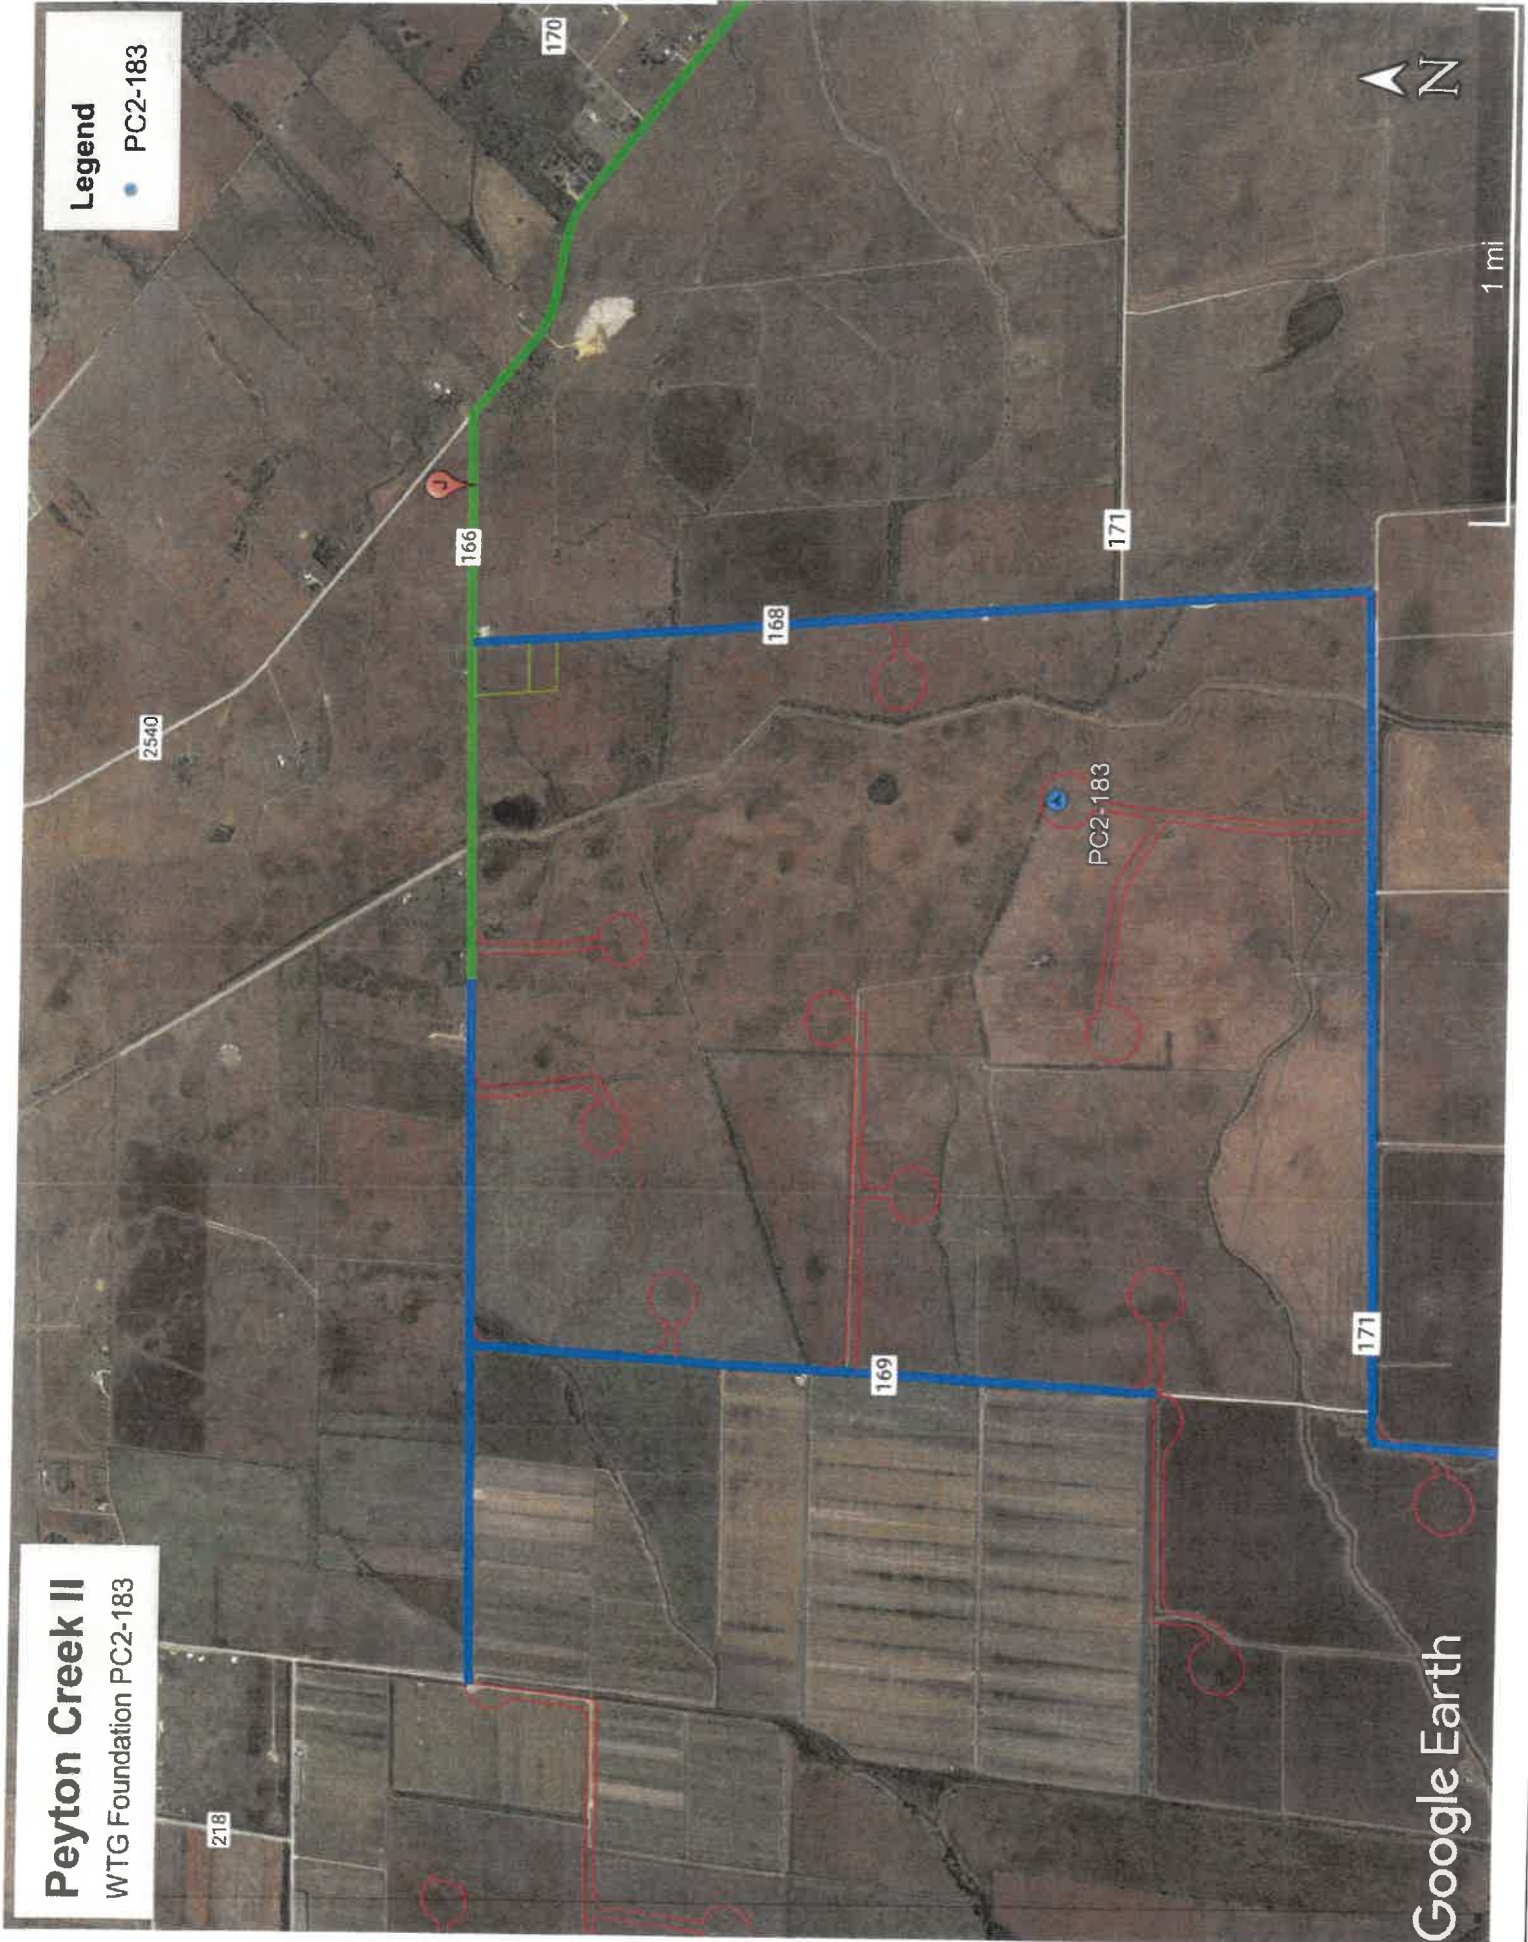 Peyton Creek II
WTG Foundation PC2-183
Legend
PC2-183
218
2540
170
166
J
168
171
PC2-183
169
171
Google Earth
N
1 mi